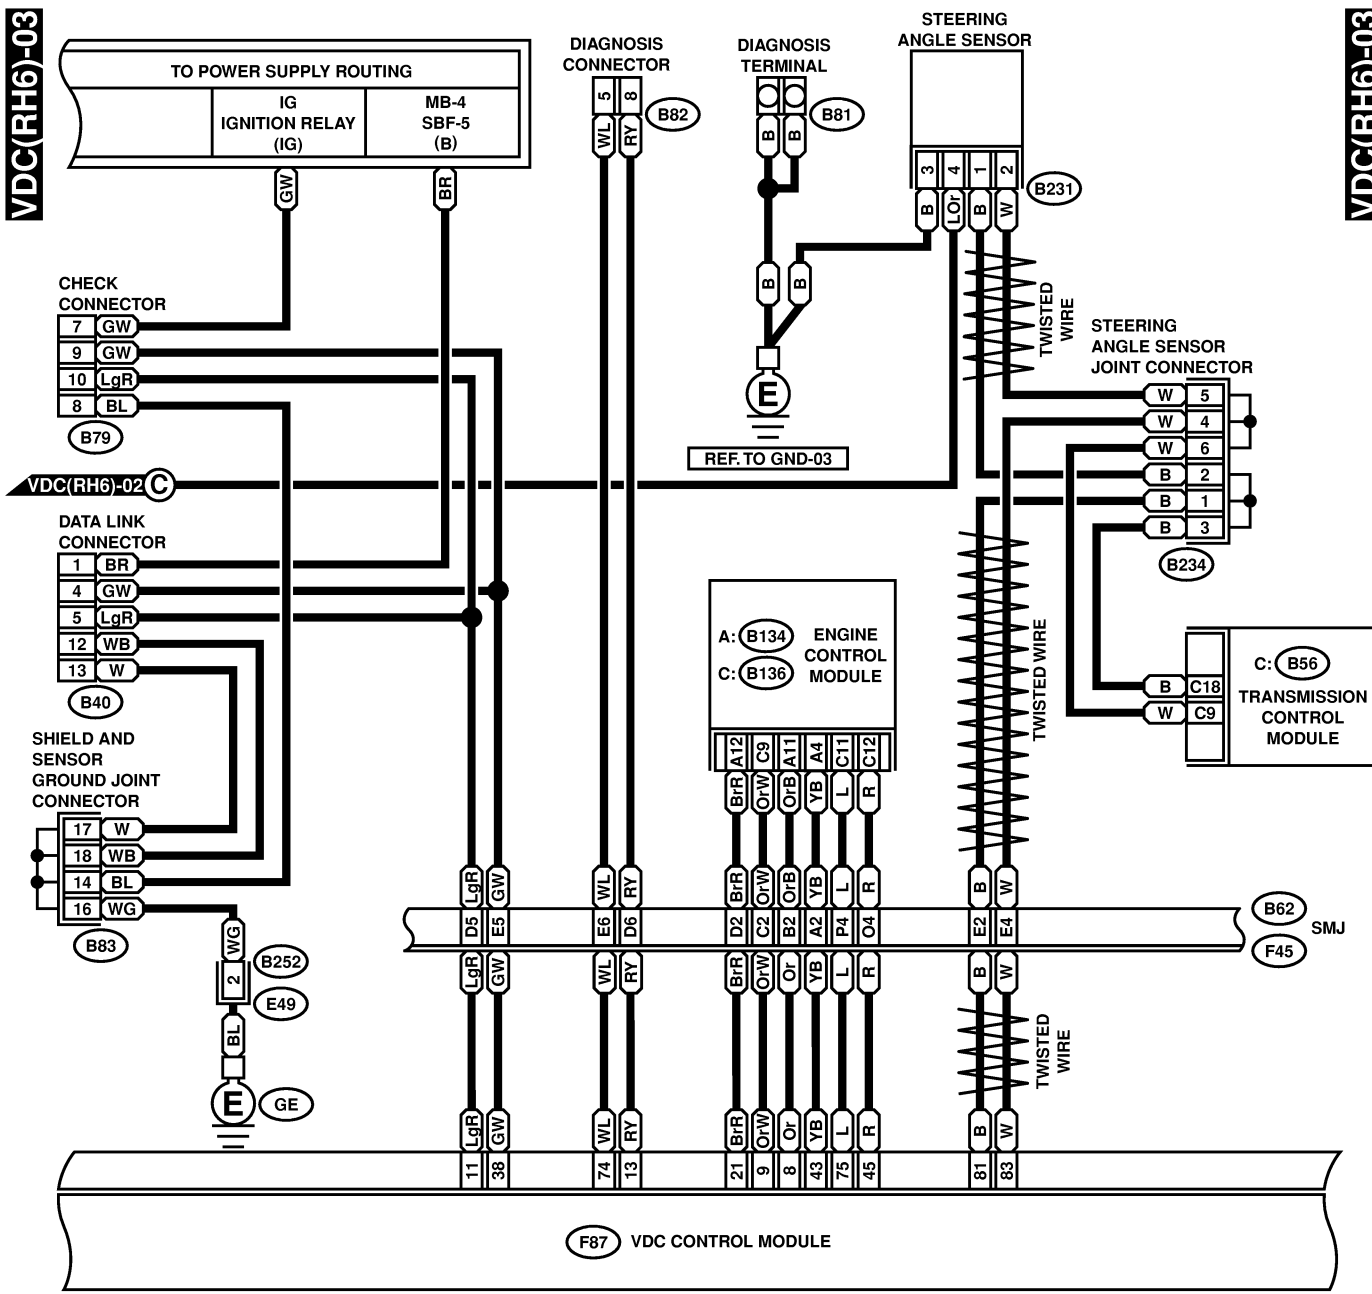 VDC(RH6)-03
VDC(RH6)-03
TO POWER SUPPLY ROUTING
IG
IGNITION RELAY
(IG)
MB-4
SBF-5
(B)
GW
BR
DIAGNOSIS
CONNECTOR
5
8
WL
RY
B82
DIAGNOSIS
TERMINAL
B
B
B81
B
B
E
REF. TO GND-03
STEERING
ANGLE SENSOR
3
4
1
2
B
LOr
B
W
B231
TWISTED
WIRE
STEERING
ANGLE SENSOR
JOINT CONNECTOR
W 5
W 4
W 6
B 2
B 1
B 3
B234
CHECK
CONNECTOR
7 GW
9 GW
10 LgR
8 BL
B79
VDC(RH6)-02 C
DATA LINK
CONNECTOR
1 BR
4 GW
5 LgR
12 WB
13 W
B40
SHIELD AND
SENSOR
GROUND JOINT
CONNECTOR
17 W
18 WB
14 BL
16 WG
B83
WG
2
B252
E49
BL
E
GE
A: B134
C: B136
ENGINE
CONTROL
MODULE
A12
C9
A11
A4
C11
C12
BrR
OrW
OrB
YB
L
R
TWISTED WIRE
C: B56
TRANSMISSION
CONTROL
MODULE
B C18
W C9
LgR
GW
WL
RY
BrR
OrW
OrB
YB
L
R
B
W
D5
E5
E6
D6
D2
C2
B2
A2
P4
O4
E2
E4
B62
SMJ
F45
LgR
GW
WL
RY
BrR
OrW
Or
YB
L
R
B
W
TWISTED
WIRE
LgR
GW
WL
RY
BrR
OrW
Or
YB
L
R
B
W
11
38
74
13
21
9
8
43
75
45
81
83
F87 VDC CONTROL MODULE